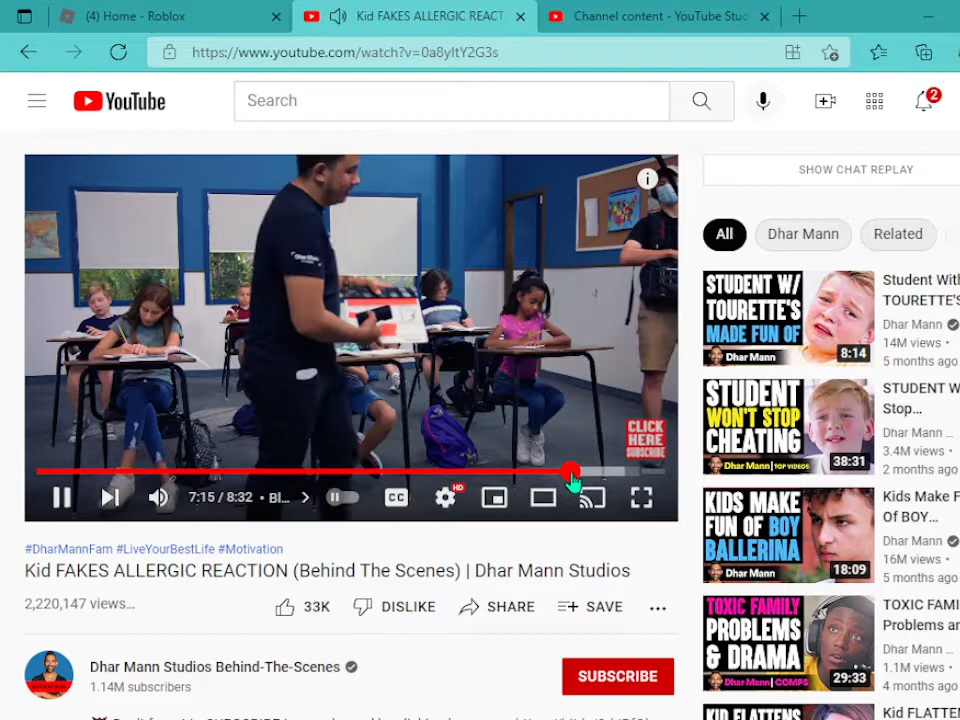 (4) Home - Roblox
Kid FAKES ALLERGIC REACT
Channel content - YouTube Stud
https://www.youtube.com/watch?v=0a8yItY2G3s
YouTube
Search
2
SHOW CHAT REPLAY
All
Dhar Mann
Related
i
CLICK
HERE
SUBSCRIBE
7:15 / 8:32 • Bl...
CC
HD
#DharMannFam #LiveYourBestLife #Motivation
Kid FAKES ALLERGIC REACTION (Behind The Scenes) | Dhar Mann Studios
2,220,147 views...
33K
DISLIKE
SHARE
SAVE
Dhar Mann Studios Behind-The-Scenes
1.14M subscribers
SUBSCRIBE
STUDENT W/
TOURETTE'S
MADE FUN OF
Dhar Mann
8:14
Student With
TOURETTE'S
Dhar Mann
14M views •
5 months ago
STUDENT
WON'T STOP
CHEATING
Dhar Mann | TOP VIDEOS
38:31
STUDENT W
Stop...
Dhar Mann ...
3.4M views •
2 months ago
KIDS MAKE
FUN OF BOY
BALLERINA
Dhar Mann
18:09
Kids Make F
Of BOY...
Dhar Mann
16M views •
5 months ago
TOXIC FAMILY
PROBLEMS
& DRAMA
Dhar Mann | COMPS
29:33
TOXIC FAMI
Problems an
Dhar Mann ...
1.1M views •
4 months ago
KID FLATTENS
Kid FLATTEN